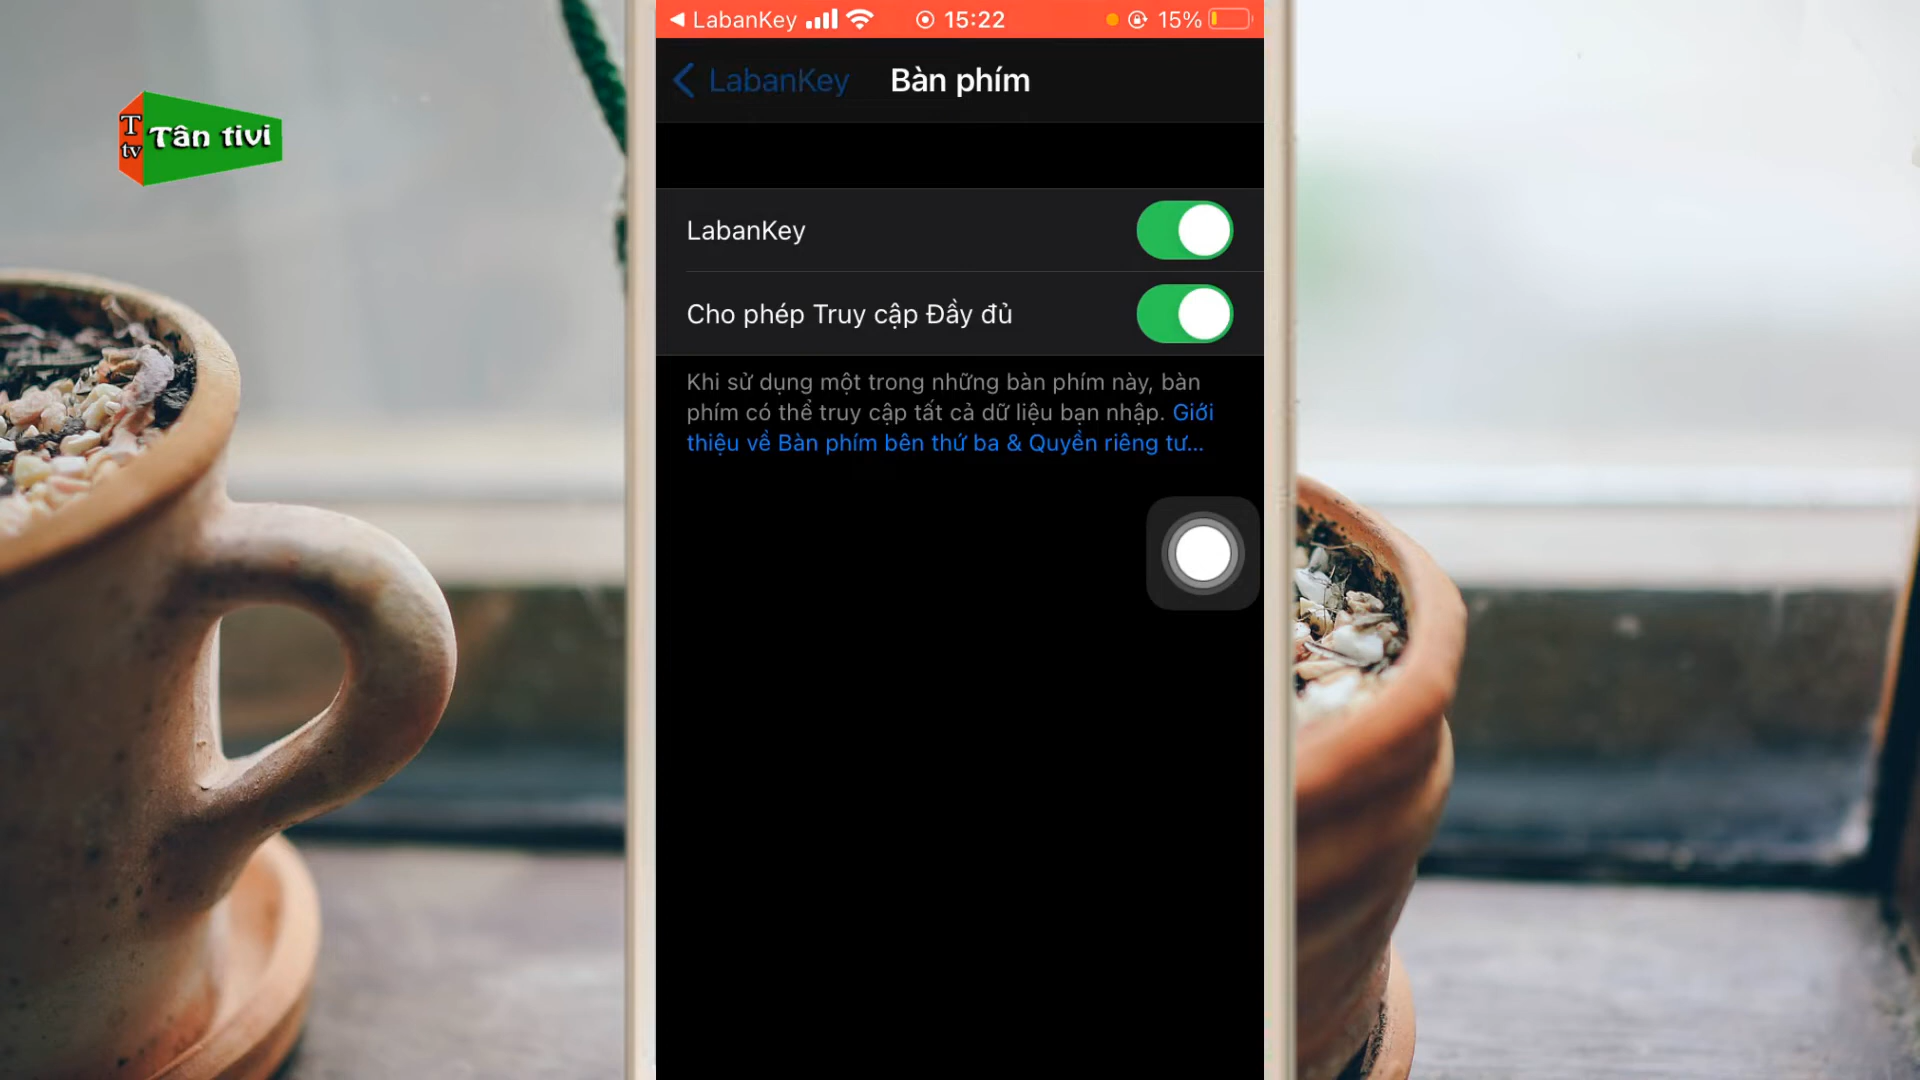 LabanKey
15:22
15%
LabanKey
Bàn phím
T
tv
Tân tivi
LabanKey
Cho phép Truy cập Đầy đủ
Khi sử dụng một trong những bàn phím này, bàn
phím có thể truy cập tất cả dữ liệu bạn nhập. Giới
thiệu về Bàn phím bên thứ ba & Quyền riêng tư...